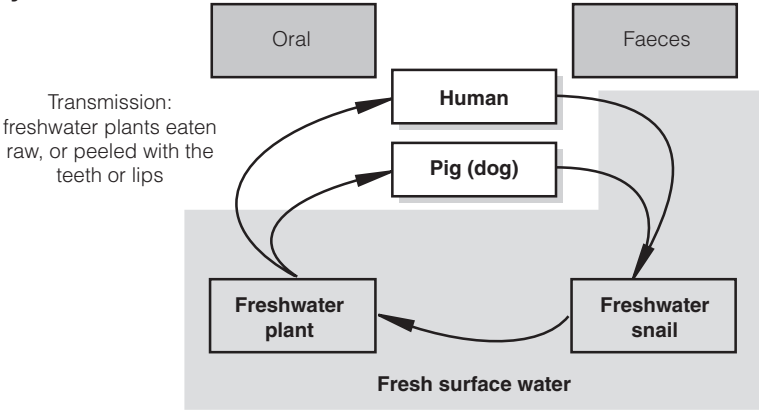 Oral
Faeces
Transmission:
freshwater plants eaten
raw, or peeled with the
teeth or lips
Human
Pig (dog)
Freshwater
plant
Freshwater
snail
Fresh surface water